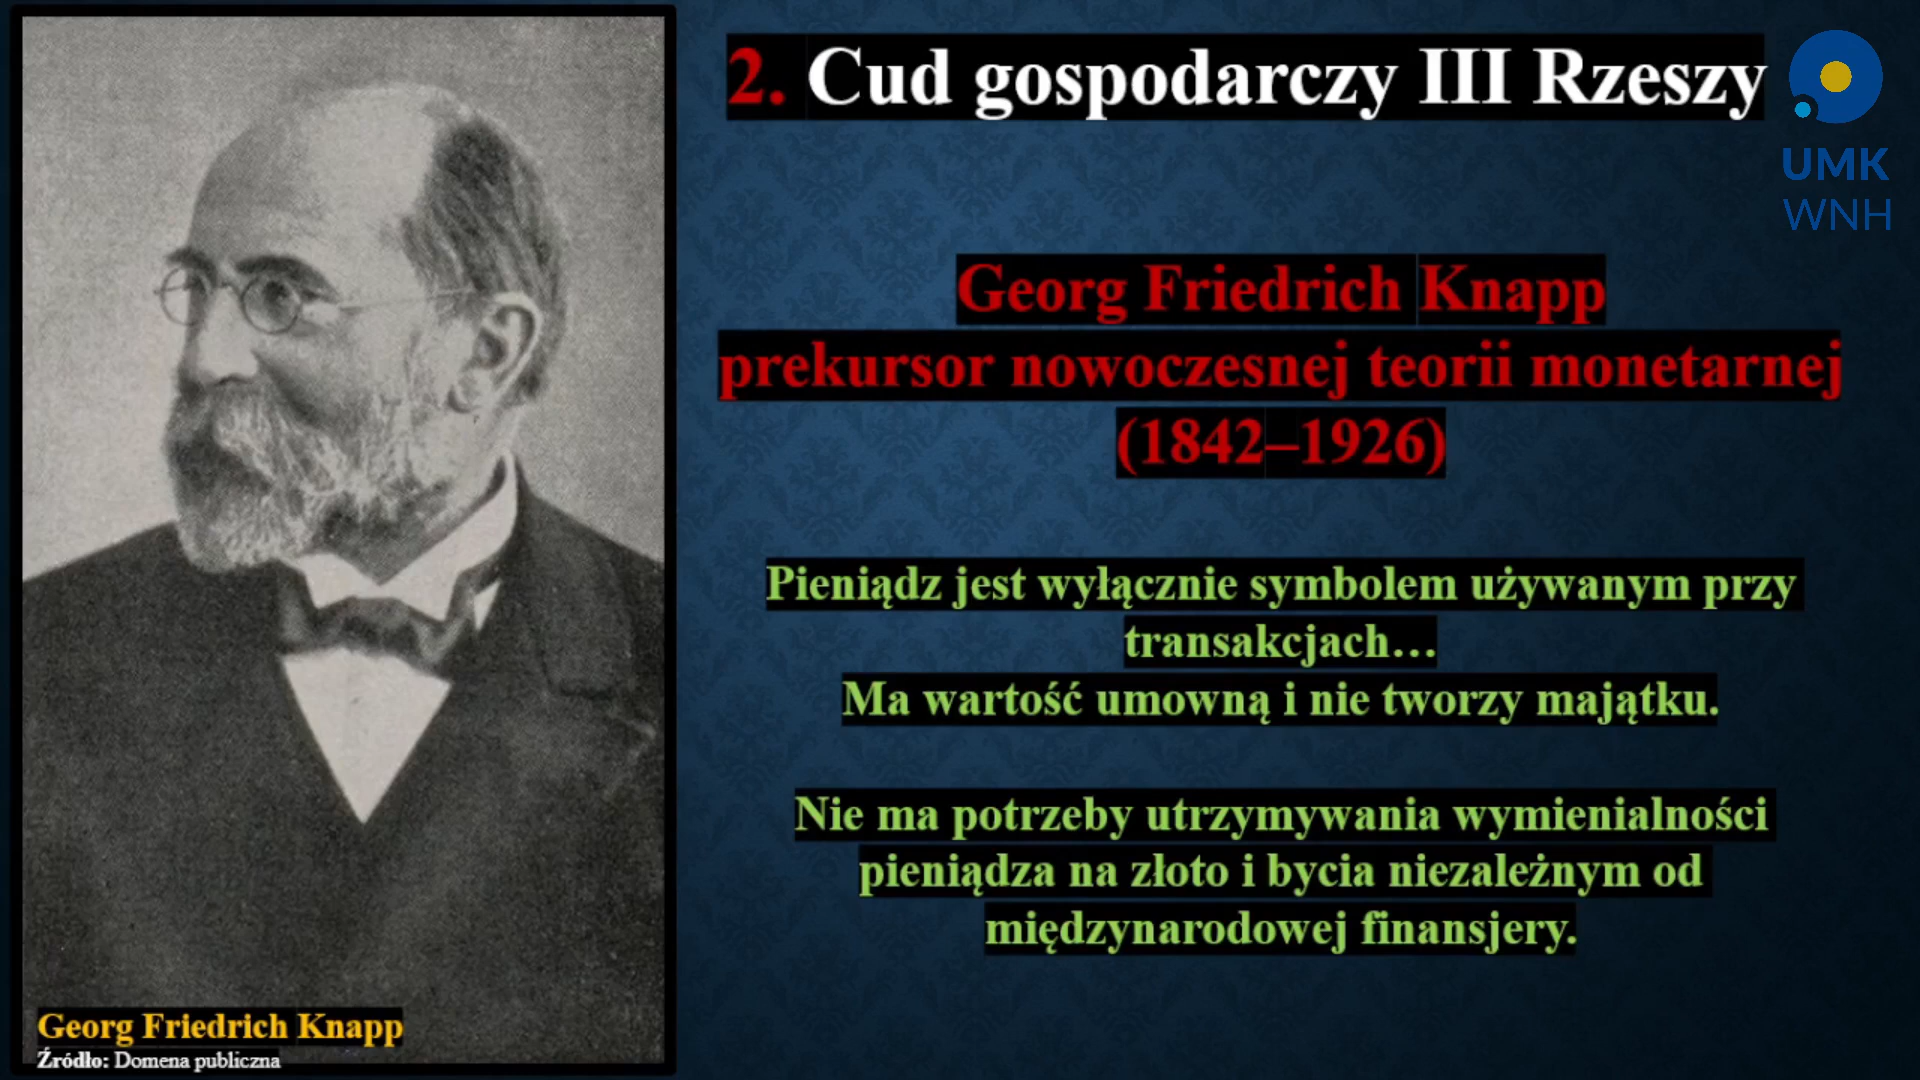 2. Cud gospodarczy III Rzeszy
UMK
WNH
Georg Friedrich Knapp
prekursor nowoczesnej teorii monetarnej
(1842–1926)
Pieniądz jest wyłącznie symbolem używanym przy
transakcjach…
Ma wartość umowną i nie tworzy majątku.
Nie ma potrzeby utrzymywania wymienialności
pieniądza na złoto i bycia niezależnym od
międzynarodowej finansjery.
Georg Friedrich Knapp
Źródło: Domena publiczna